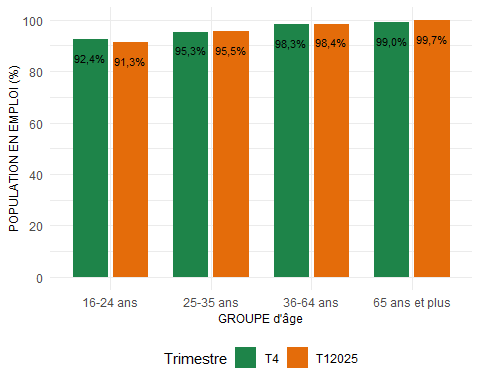 POPULATION EN EMPLOI (%)
100
80
60
40
20
0
92,4%
91,3%
95,3%
95,5%
98,3%
98,4%
99,0%
99,7%
16-24 ans
25-35 ans
36-64 ans
65 ans et plus
GROUPE d'âge
Trimestre T4 T12025